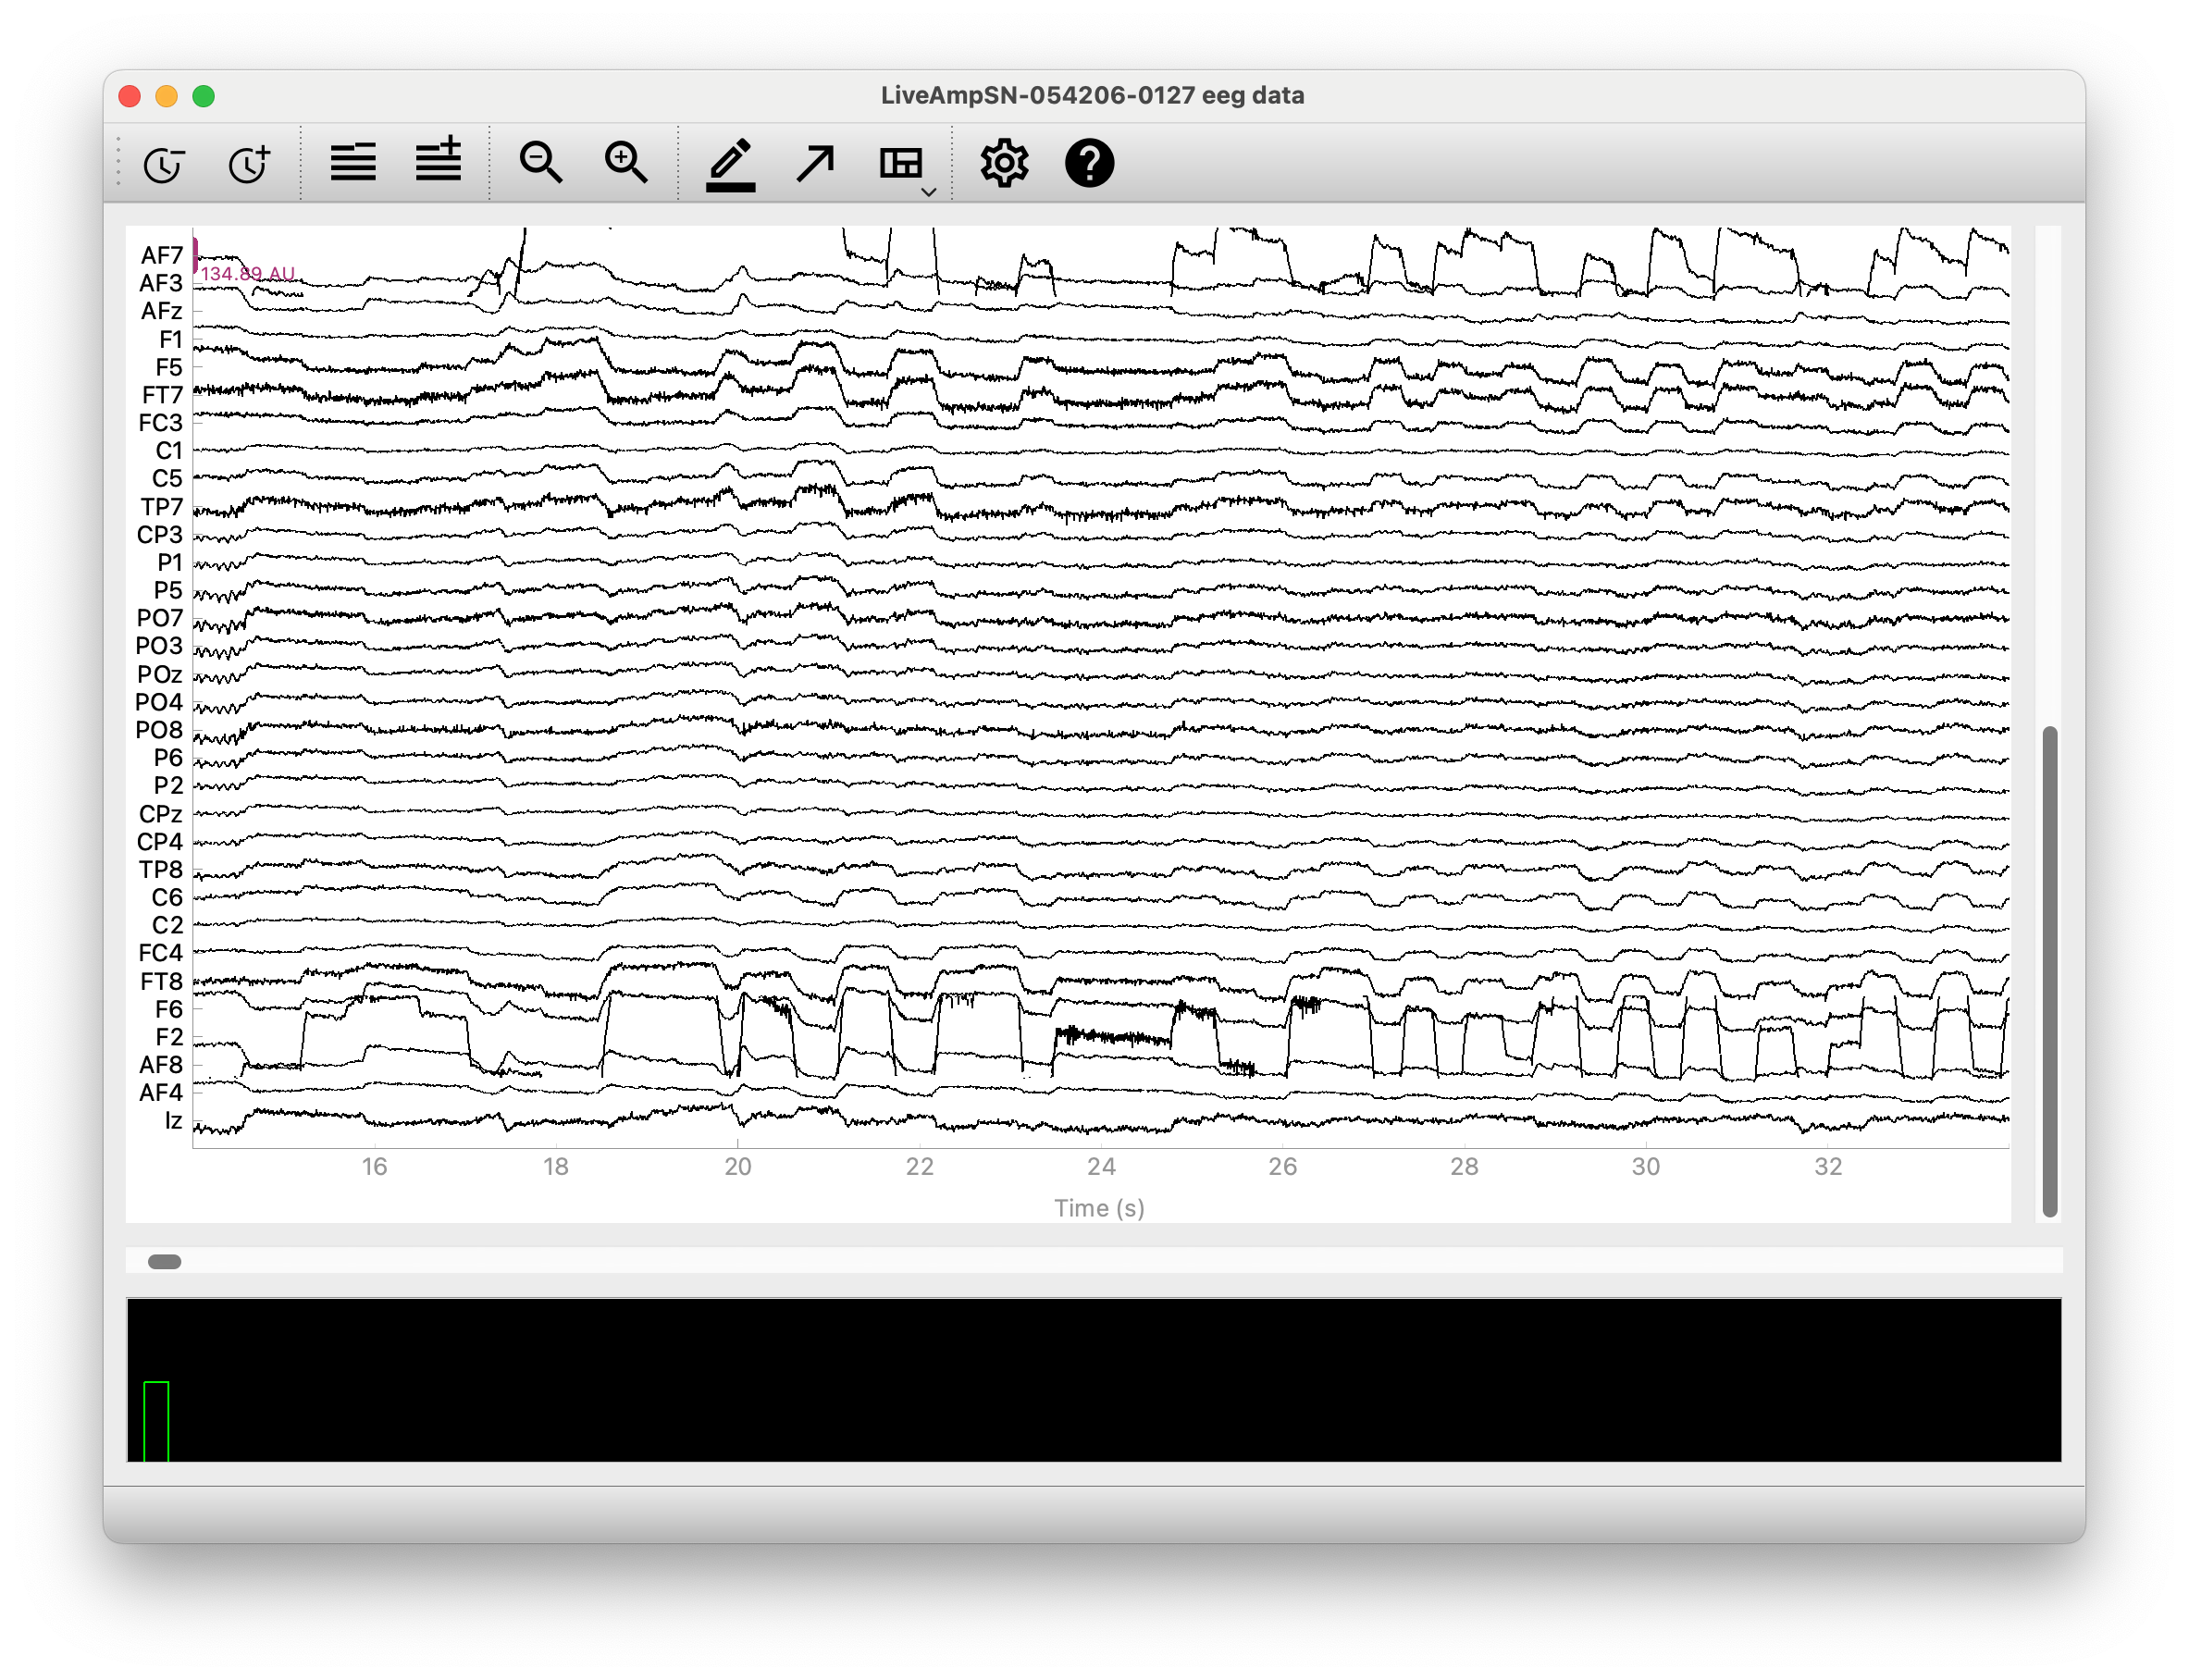 LiveAmpSN-054206-0127 eeg data
AF7
134.89 AU
AF3
AFz
F1
F5
FT7
FC3
C1
C5
TP7
CP3
P1
P5
PO7
PO3
POz
PO4
PO8
P6
P2
CPz
CP4
TP8
C6
C2
FC4
FT8
F6
F2
AF8
AF4
Iz
16 18 20 22 24 26 28 30 32
Time (s)